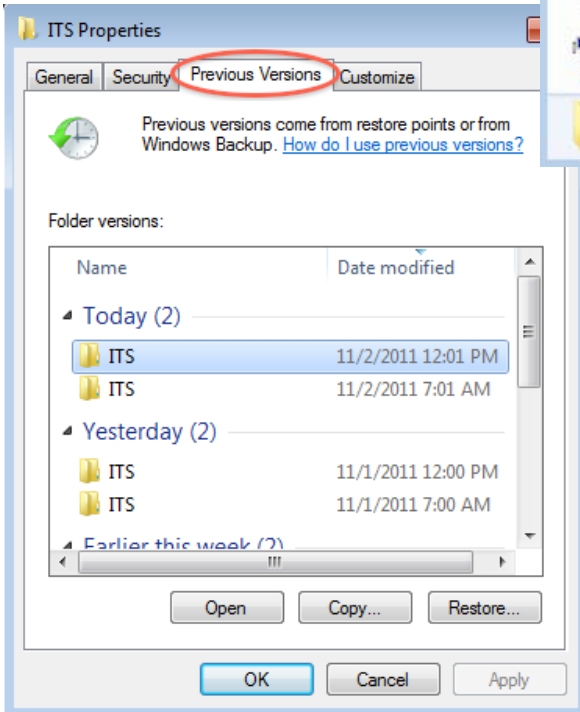 ITS Properties
General Security Previous Versions Customize
Previous versions come from restore points or from
Windows Backup. How do I use previous versions?
Folder versions:
Name Date modified
Today (2)
ITS 11/2/2011 12:01 PM
ITS 11/2/2011 7:01 AM
Yesterday (2)
ITS 11/1/2011 12:00 PM
ITS 11/1/2011 7:00 AM
Earlier this week (2)
Open Copy... Restore...
OK Cancel Apply